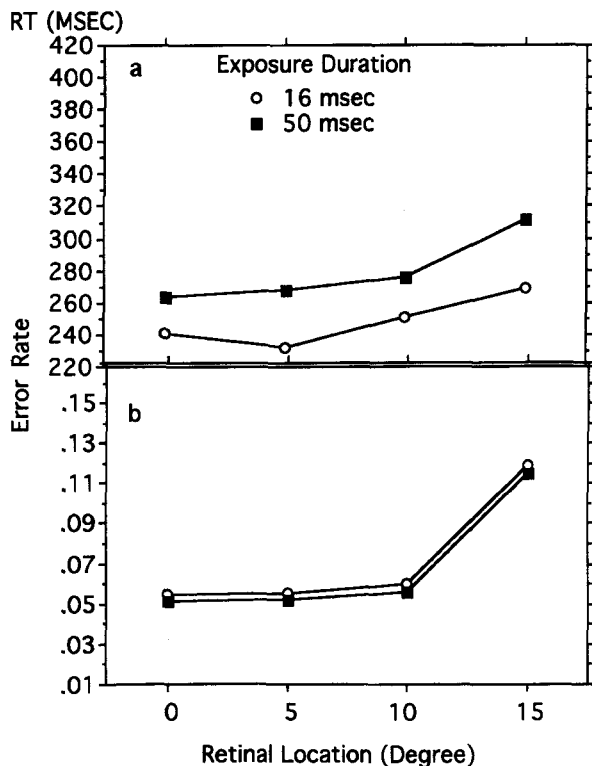 RT (MSEC)
420
400
380
360
340
320
300
280
260
240
220
a
Exposure Duration
16 msec
50 msec
Error Rate
.15
.13
.11
.09
.07
.05
.03
.01
b
0 5 10 15
Retinal Location (Degree)